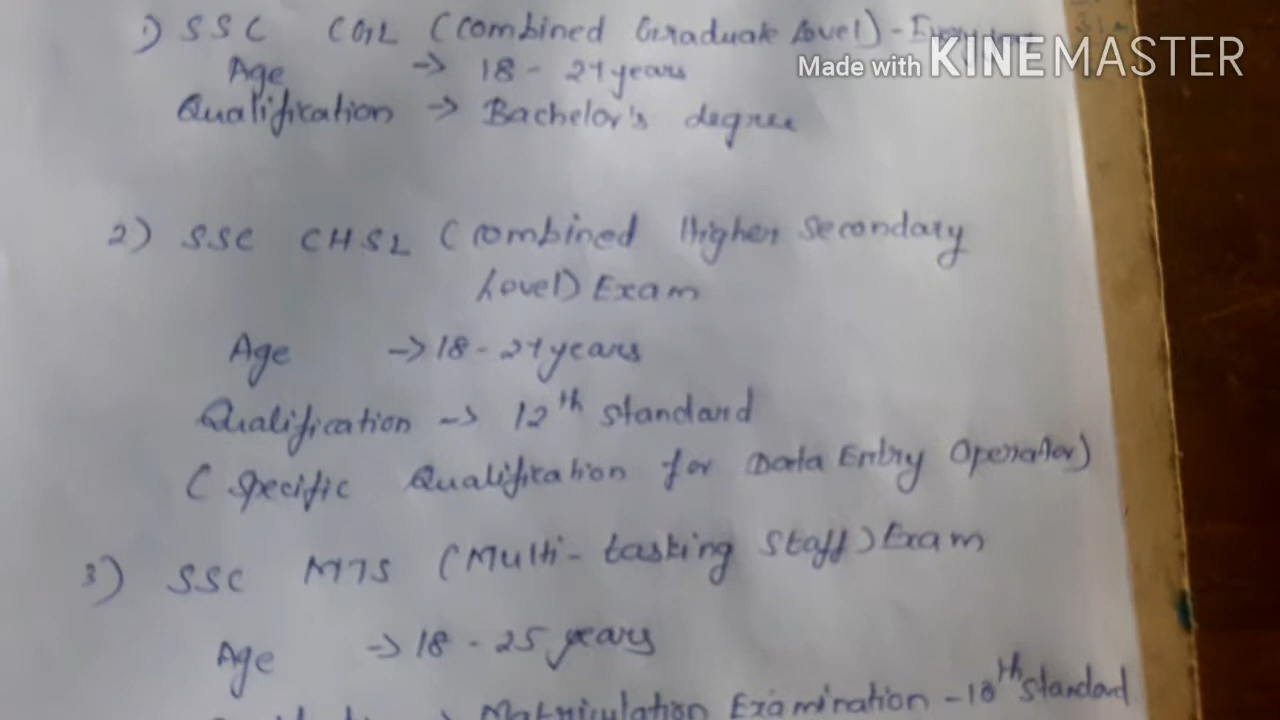 1) SSC CGL (Combined Graduate Level) -
Made with KINEMASTER
Age → 18 - 27 years
Qualification → Bachelor's degree
2) SSC CHSL (Combined Higher Secondary
Level) Exam
Age → 18 - 27 years
Qualification → 12th standard
( Specific Qualification for Data Entry Operator)
3) SSC MTS (Multi - tasking Staff) Exam
Age → 18 - 25 years
→ Matriculation Examination - 10th standard